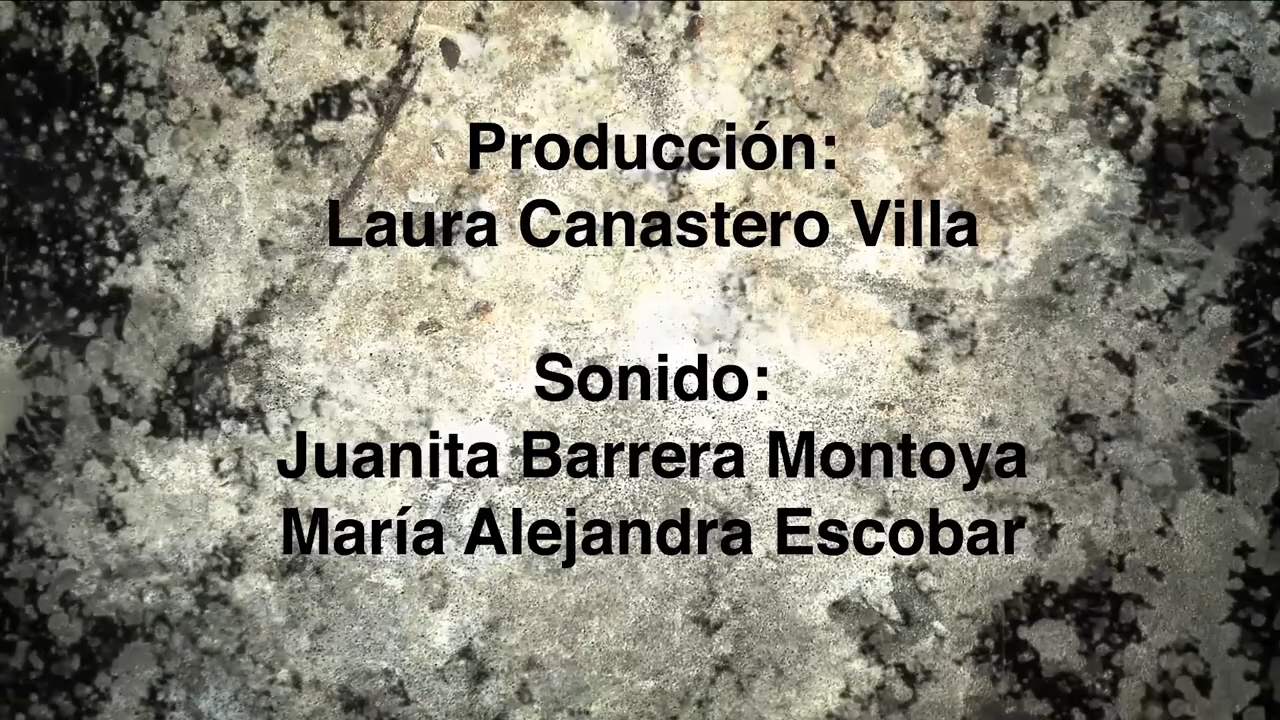 Producción:
Laura Canastero Villa
Sonido:
Juanita Barrera Montoya
María Alejandra Escobar